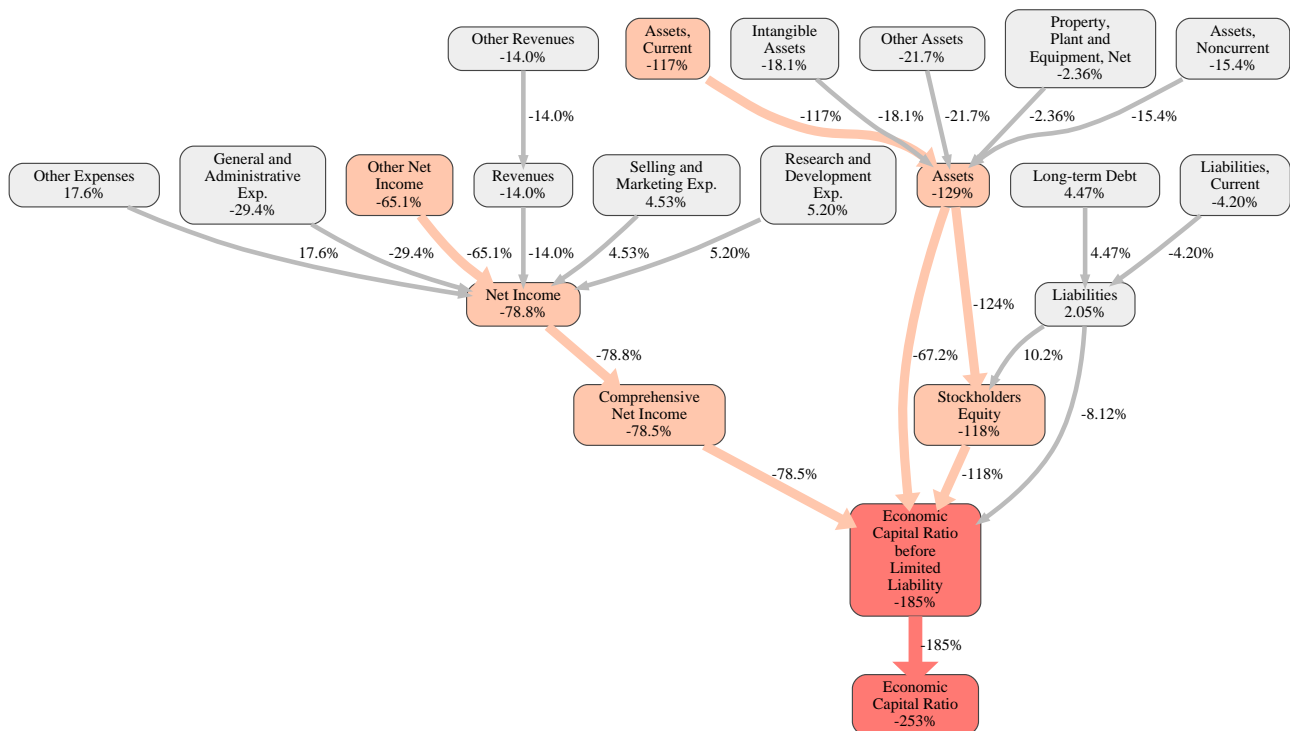 Other Revenues
-14.0%
Assets,
Current
-117%
Intangible
Assets
-18.1%
Other Assets
-21.7%
Property,
Plant and
Equipment, Net
-2.36%
Assets,
Noncurrent
-15.4%
-14.0%
-117%
-18.1%
-21.7%
-2.36%
-15.4%
Other Expenses
17.6%
General and
Administrative
Exp.
-29.4%
Other Net
Income
-65.1%
Revenues
-14.0%
Selling and
Marketing Exp.
4.53%
Research and
Development
Exp.
5.20%
Assets
-129%
Long-term Debt
4.47%
Liabilities,
Current
-4.20%
17.6%
-29.4%
-65.1%
-14.0%
4.53%
5.20%
4.47%
-4.20%
Net Income
-78.8%
-124%
Liabilities
2.05%
-78.8%
-67.2%
10.2%
Comprehensive
Net Income
-78.5%
Stockholders
Equity
-118%
-8.12%
-78.5%
-118%
Economic
Capital Ratio
before
Limited
Liability
-185%
-185%
Economic
Capital Ratio
-253%